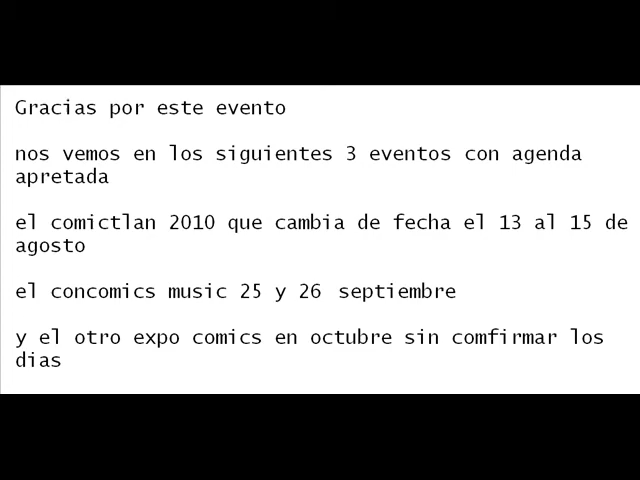 Gracias por este evento
nos vemos en los siguientes 3 eventos con agenda
apretada
el comictlan 2010 que cambia de fecha el 13 al 15 de
agosto
el concomics music 25 y 26 septiembre
y el otro expo comics en octubre sin comfirmar los
dias